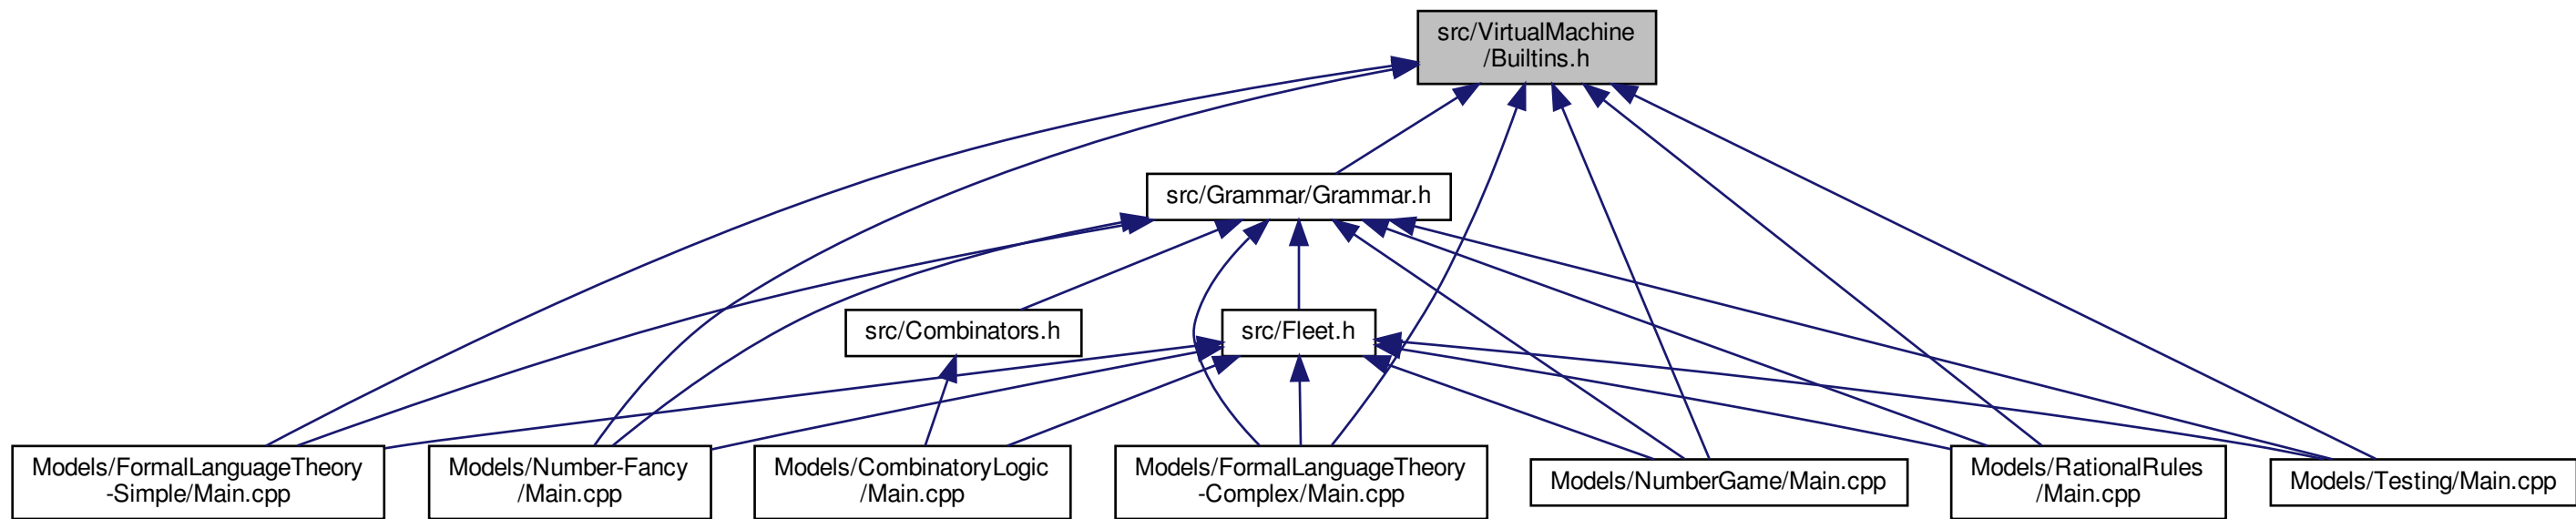 src/VirtualMachine
/Builtins.h
src/Grammar/Grammar.h
src/Combinators.h
src/Fleet.h
Models/FormalLanguageTheory
-Simple/Main.cpp
Models/Number-Fancy
/Main.cpp
Models/CombinatoryLogic
/Main.cpp
Models/FormalLanguageTheory
-Complex/Main.cpp
Models/NumberGame/Main.cpp
Models/RationalRules
/Main.cpp
Models/Testing/Main.cpp